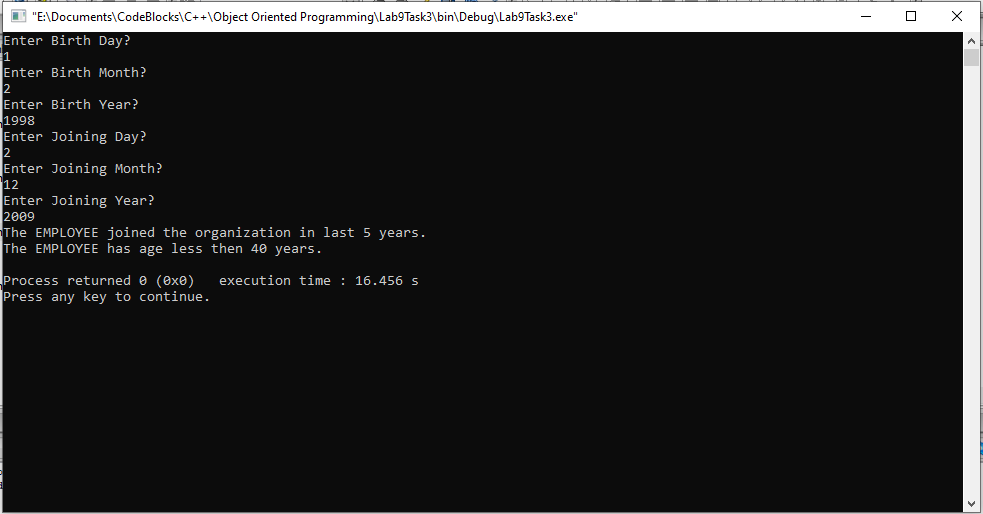 "E:\Documents\CodeBlocks\C++\Object Oriented Programming\Lab9Task3\bin\Debug\Lab9Task3.exe"
Enter Birth Day?
1
Enter Birth Month?
2
Enter Birth Year?
1998
Enter Joining Day?
2
Enter Joining Month?
12
Enter Joining Year?
2009
The EMPLOYEE joined the organization in last 5 years.
The EMPLOYEE has age less then 40 years.
Process returned 0 (0x0)   execution time : 16.456 s
Press any key to continue.